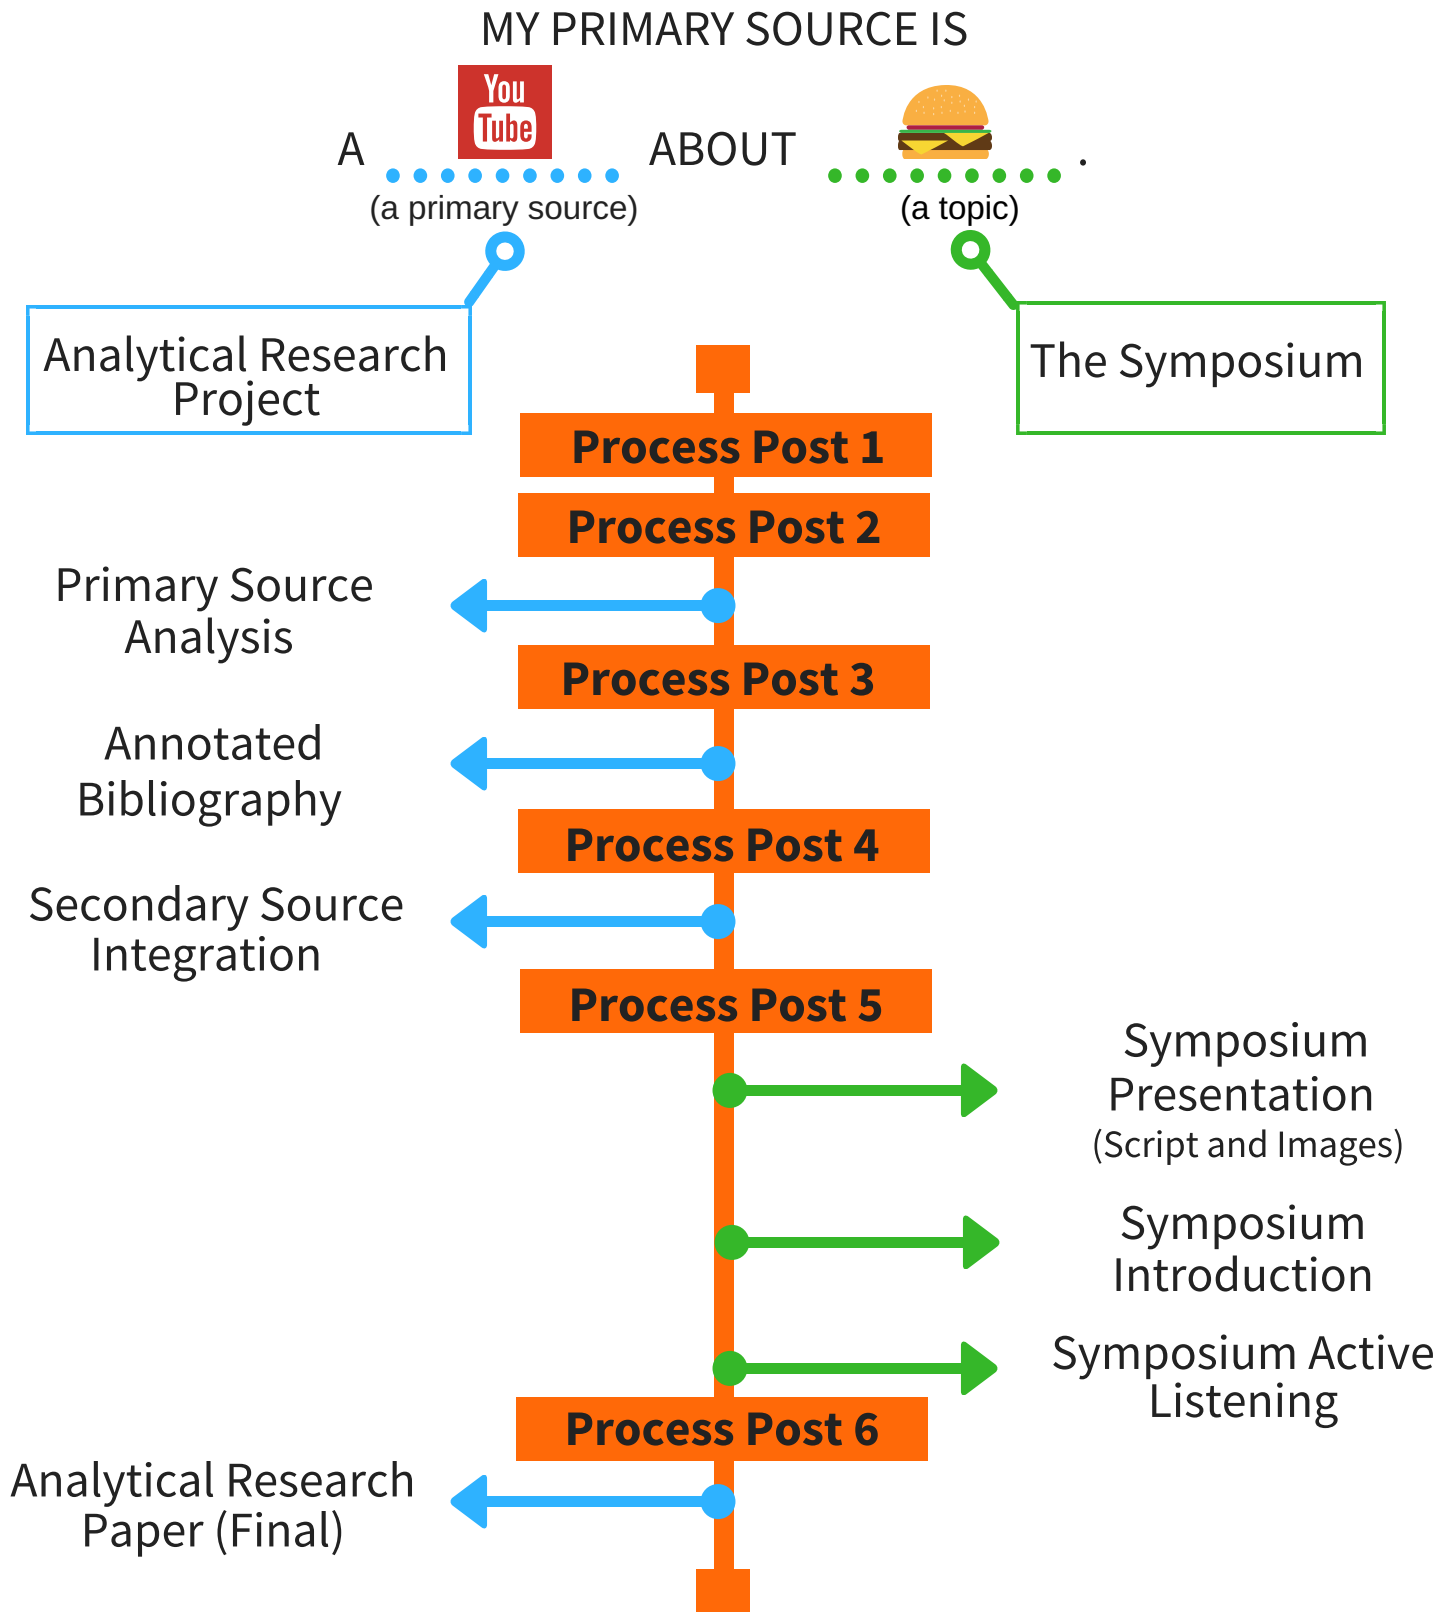 MY PRIMARY SOURCE IS
You
Tube
A ABOUT .
(a primary source)
(a topic)
Analytical Research
Project
The Symposium
Process Post 1
Process Post 2
Primary Source
Analysis
Process Post 3
Annotated
Bibliography
Process Post 4
Secondary Source
Integration
Process Post 5
Symposium
Presentation
(Script and Images)
Symposium
Introduction
Symposium Active
Listening
Process Post 6
Analytical Research
Paper (Final)